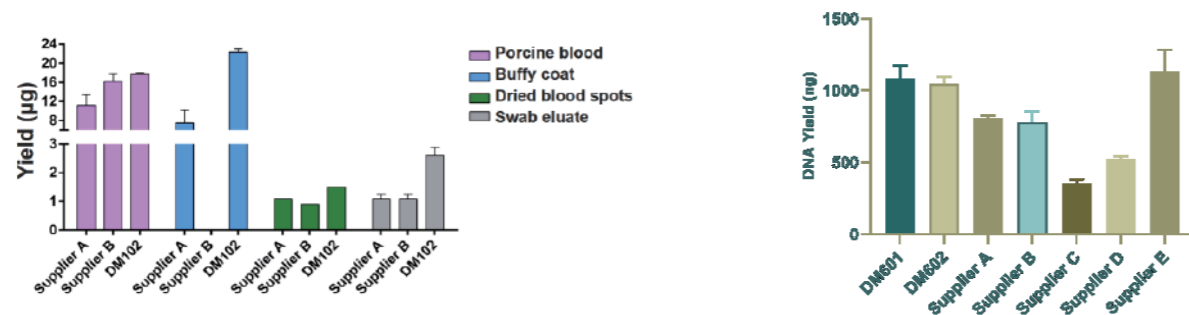 Yield (µg)
24
20
16
12
8
3
2
1
0
Supplier A
Supplier B
DM102
Supplier A
Supplier B
DM102
Supplier A
Supplier B
DM102
Supplier A
Supplier B
DM102
Porcine blood
Buffy coat
Dried blood spots
Swab eluate
DNA Yield (ng)
1500
1000
500
0
DM601
DM602
Supplier A
Supplier B
Supplier C
Supplier D
Supplier E